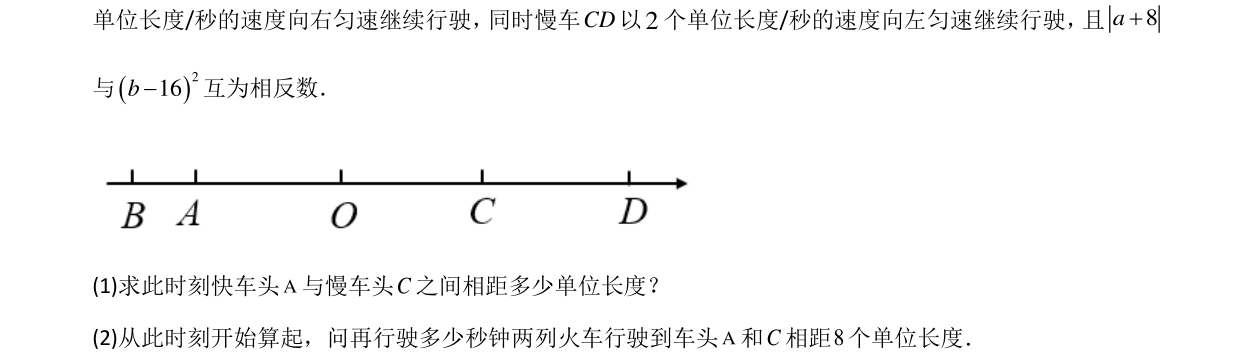 单位长度/秒的速度向右匀速继续行驶，同时慢车CD以2个单位长度/秒的速度向左匀速继续行驶，且|a+8|
与(b−16)²互为相反数．
B A O C D
(1)求此时刻快车头A与慢车头C之间相距多少单位长度？
(2)从此时刻开始算起，问再行驶多少秒钟两列火车行驶到车头A和C相距8个单位长度．